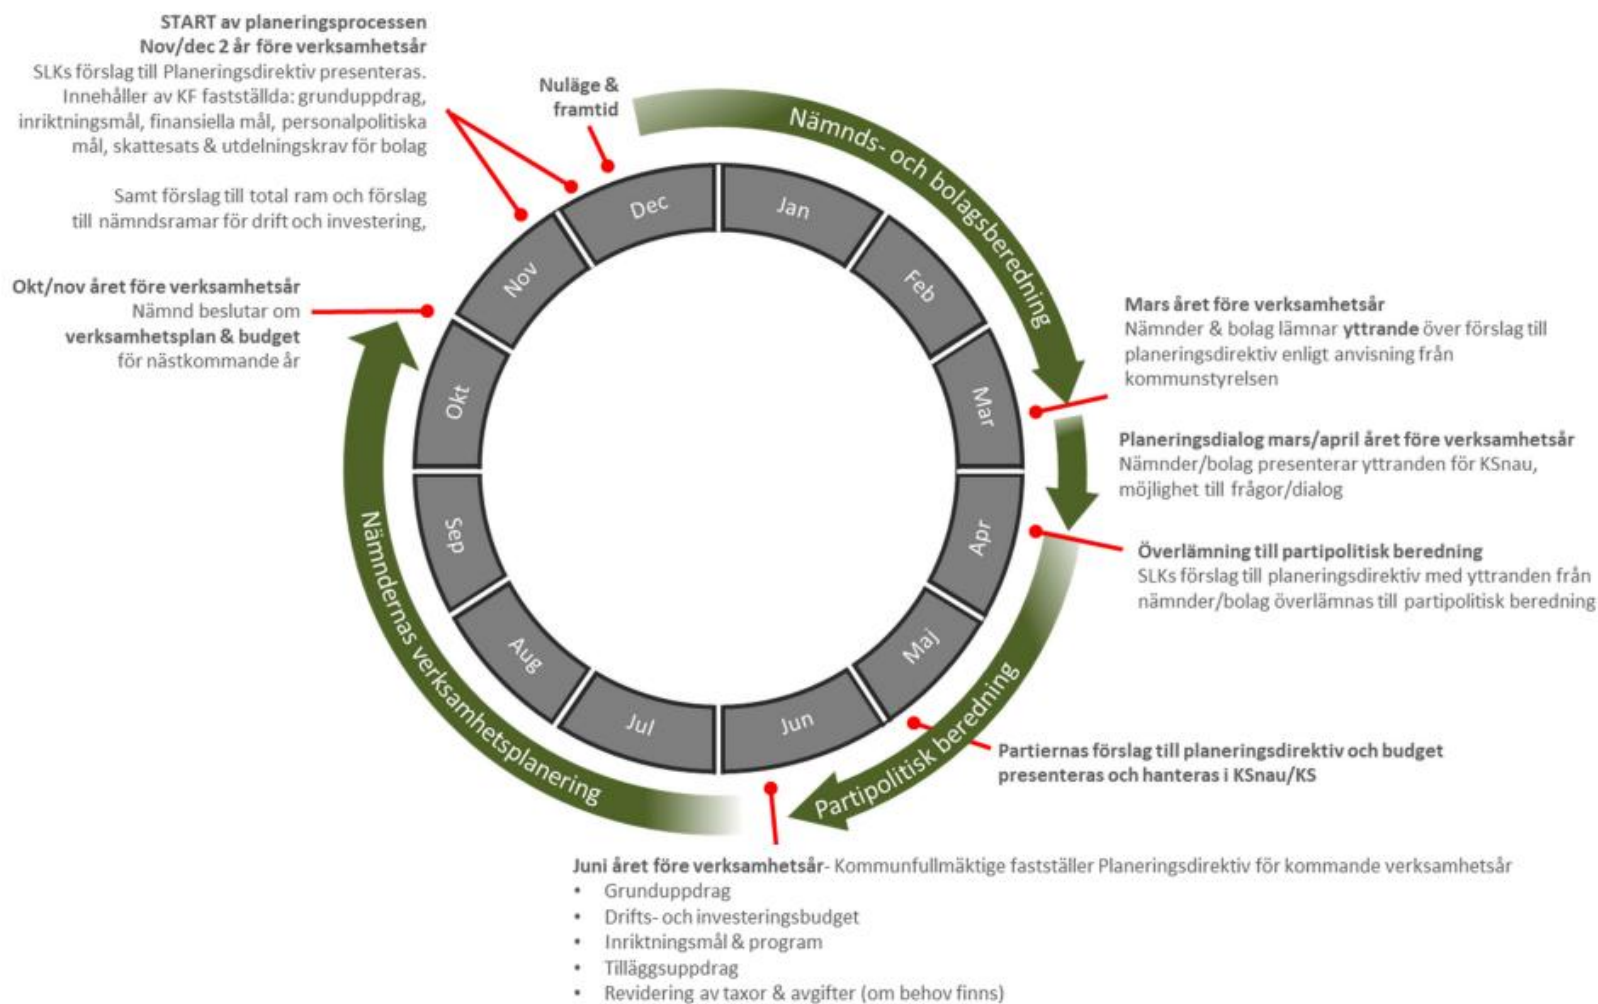 START av planeringsprocessen
Nov/dec 2 år före verksamhetsår
SLKs förslag till Planeringsdirektiv presenteras.
Innehåller av KF fastställda: grunduppdrag,
inriktningsmål, finansiella mål, personalpolitiska
mål, skattesats & utdelningskrav för bolag
Samt förslag till total ram och förslag
till nämndsramar för drift och investering,
Nuläge &
framtid
Nämnds- och bolagsberedning
Okt/nov året före verksamhetsår
Nämnd beslutar om
verksamhetsplan & budget
för nästkommande år
Jan
Feb
Mar
Apr
Maj
Jun
Jul
Aug
Sep
Okt
Nov
Dec
Mars året före verksamhetsår
Nämnder & bolag lämnar yttrande över förslag till
planeringsdirektiv enligt anvisning från
kommunstyrelsen
Planeringsdialog mars/april året före verksamhetsår
Nämnder/bolag presenterar yttranden för KSnau,
möjlighet till frågor/dialog
Överlämning till partipolitisk beredning
SLKs förslag till planeringsdirektiv med yttranden från
nämnder/bolag överlämnas till partipolitisk beredning
Partipolitisk beredning
Partiernas förslag till planeringsdirektiv och budget
presenteras och hanteras i KSnau/KS
Nämndernas verksamhetsplanering
Juni året före verksamhetsår- Kommunfullmäktige fastställer Planeringsdirektiv för kommande verksamhetsår
• Grunduppdrag
• Drifts- och investeringsbudget
• Inriktningsmål & program
• Tilläggsuppdrag
• Revidering av taxor & avgifter (om behov finns)